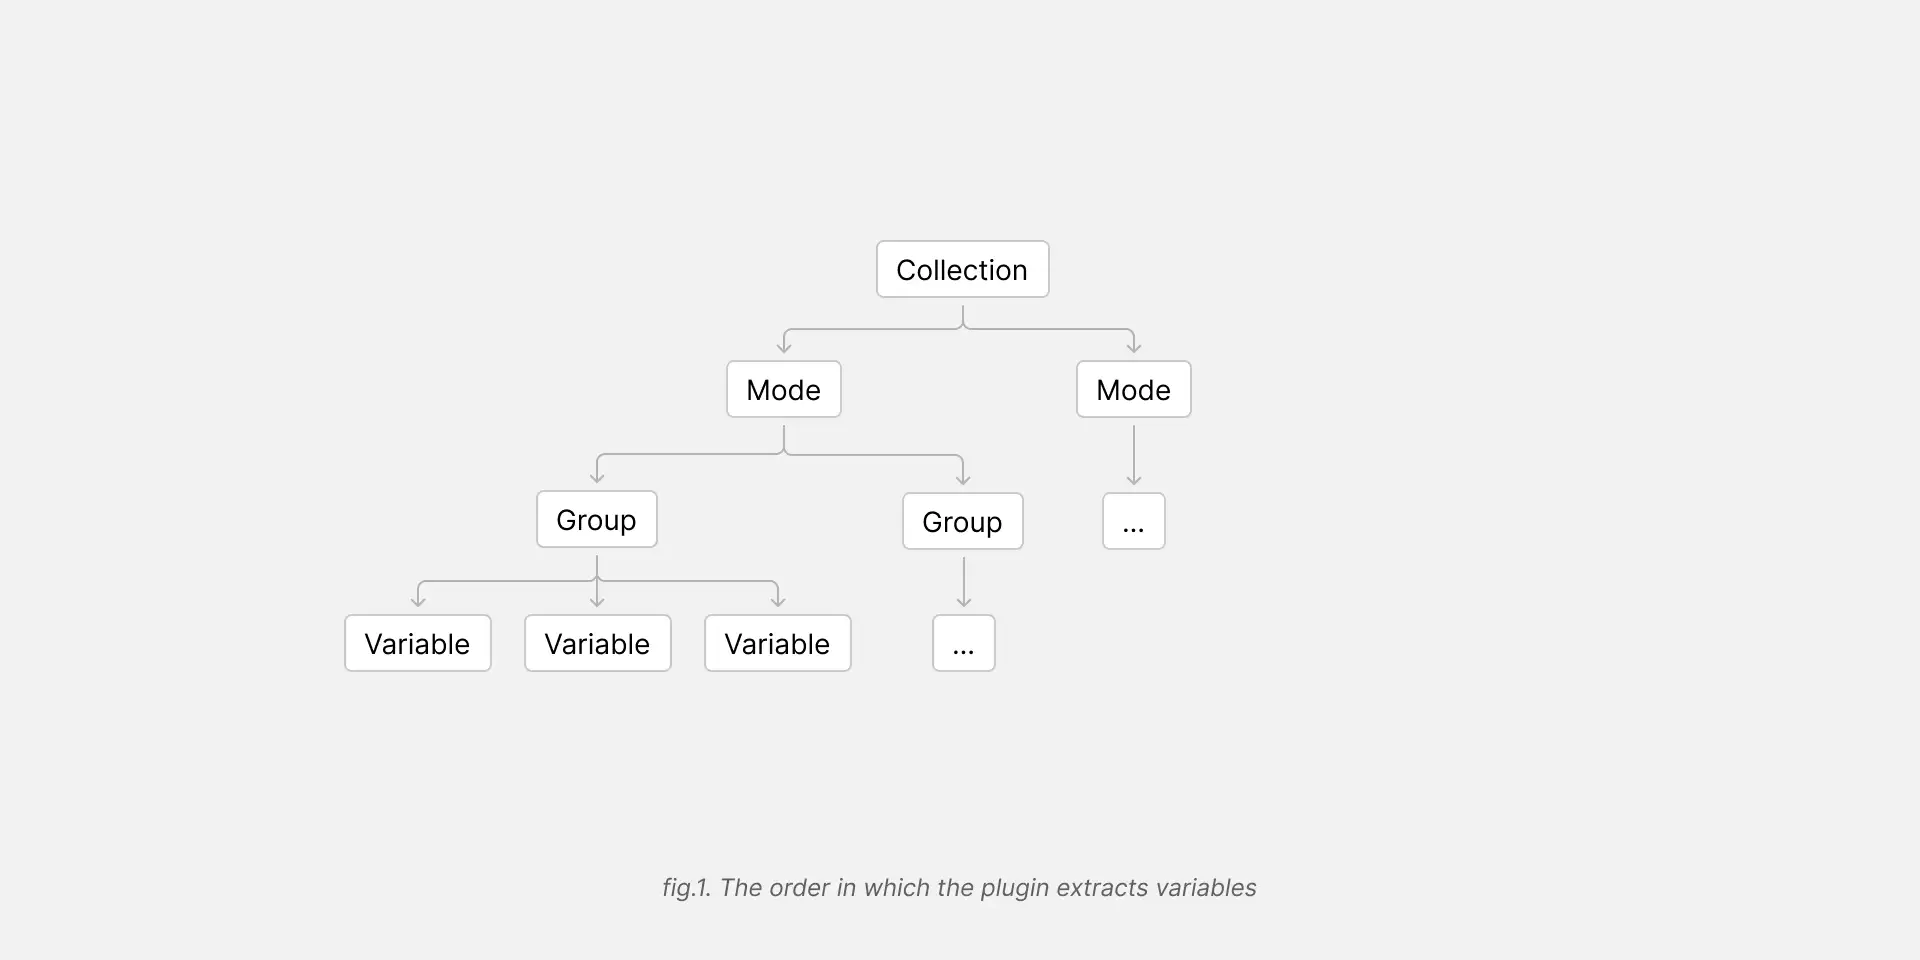 Collection
Mode Mode
Group Group ...
Variable Variable Variable ...
fig.1. The order in which the plugin extracts variables